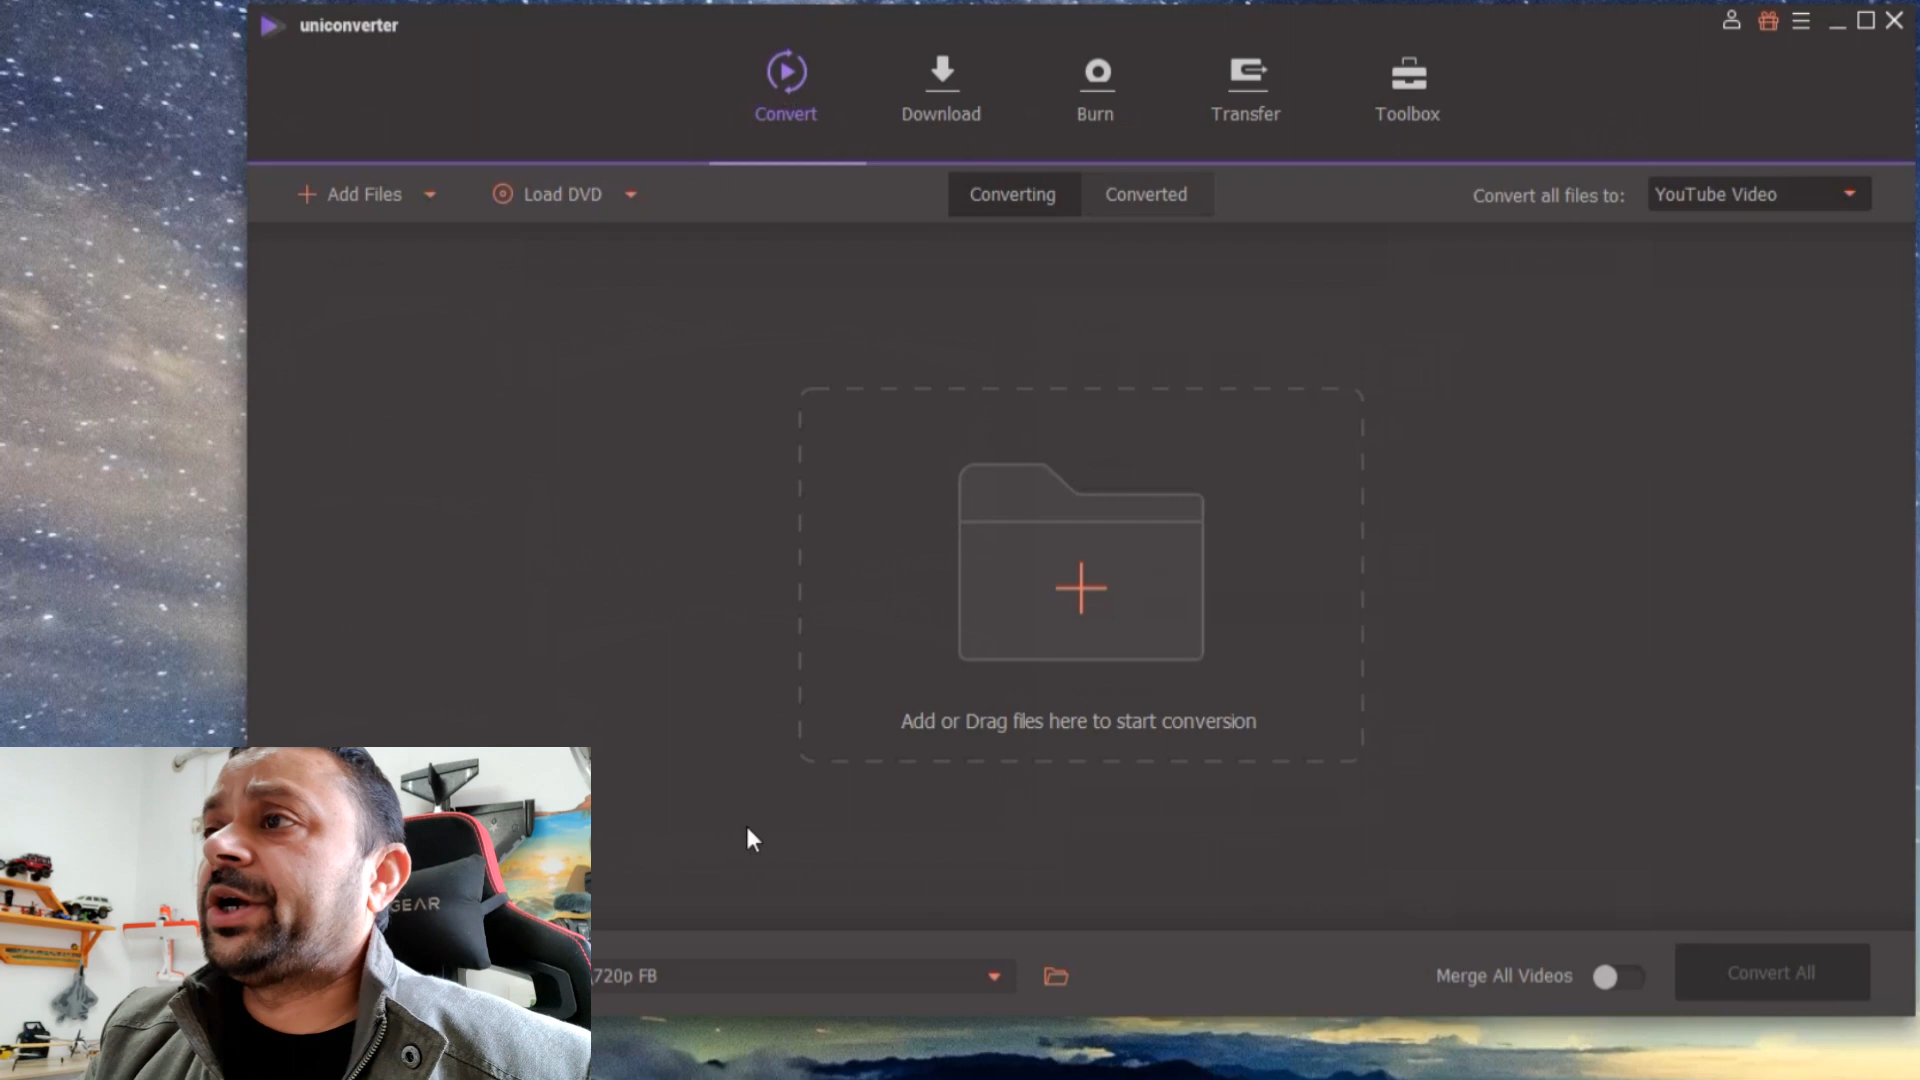 uniconverter
Convert
Download
Burn
Transfer
Toolbox
Add Files
Load DVD
Converting
Converted
Convert all files to:
YouTube Video
Add or Drag files here to start conversion
GEAR
720p FB
Merge All Videos
Convert All